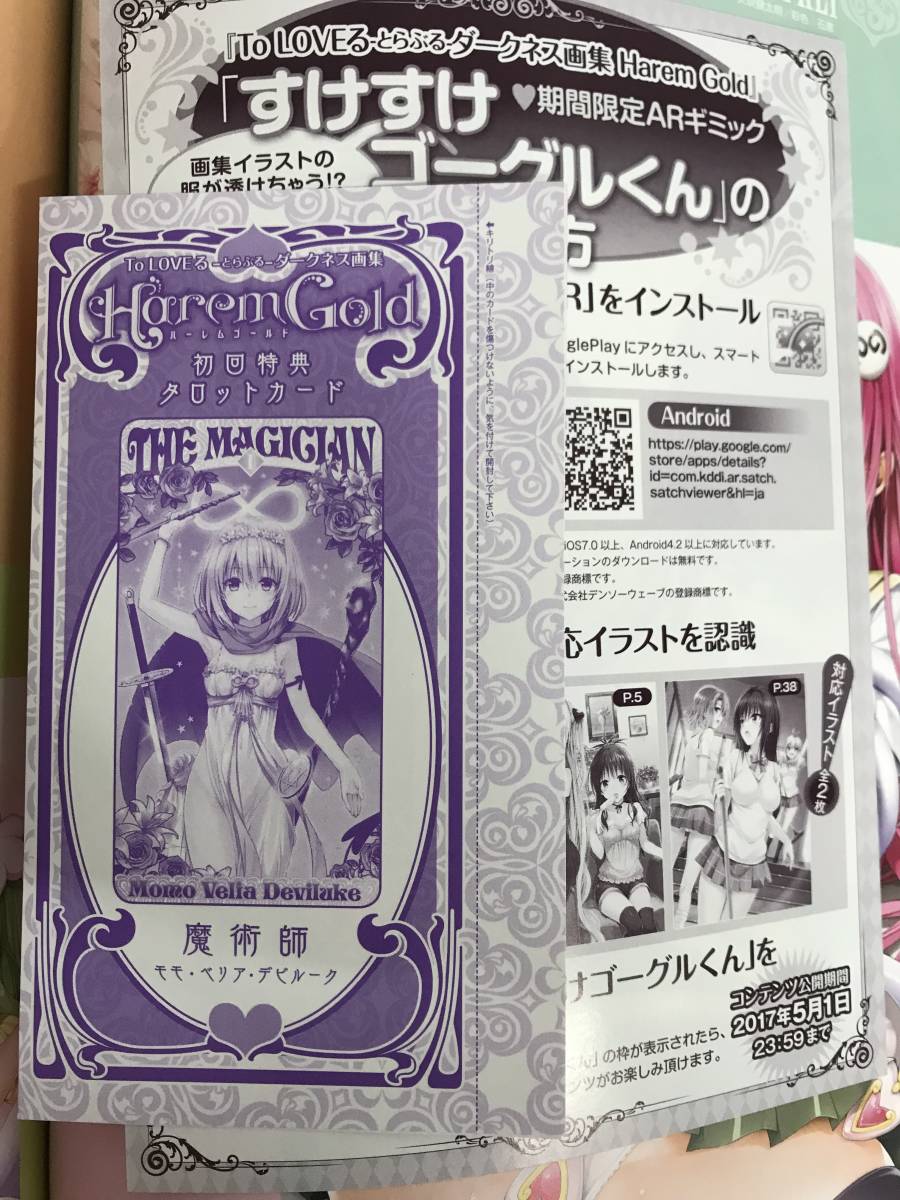 『To LOVEる-とらぶる-ダークネス画集 Harem Gold』
「すけすけ
♥期間限定ARギミック
画集イラストの
服が透けちゃう!?
ゴーグルくん」の
方
To LOVEる -とらぶる- ダークネス画集
Harem Gold
ハーレムゴールド
初回特典
タロットカード
THE MAGICIAN
I
Momo Velia Deviluke
魔術師
モモ・ベリア・デビルーク
キリトリ線(中のカードを傷つけないように、気を付けて開封して下さい)
R」をインストール
glePlay にアクセスし、スマート
インストールします。
Android
https://play.google.com/
store/apps/details?
id=com.kddi.ar.satch.
satchviewer&hl=ja
iOS7.0 以上、Android4.2 以上に対応しています。
ーションのダウンロードは無料です。
録商標です。
式会社デンソーウェーブの登録商標です。
応イラストを認識
P.5
P.38
対応イラスト 全2枚
ナゴーグルくん」を
コンテンツ公開期間
2017年5月1日
23:59まで
」の枠が表示されたら、
ンツがお楽しみ頂けます。